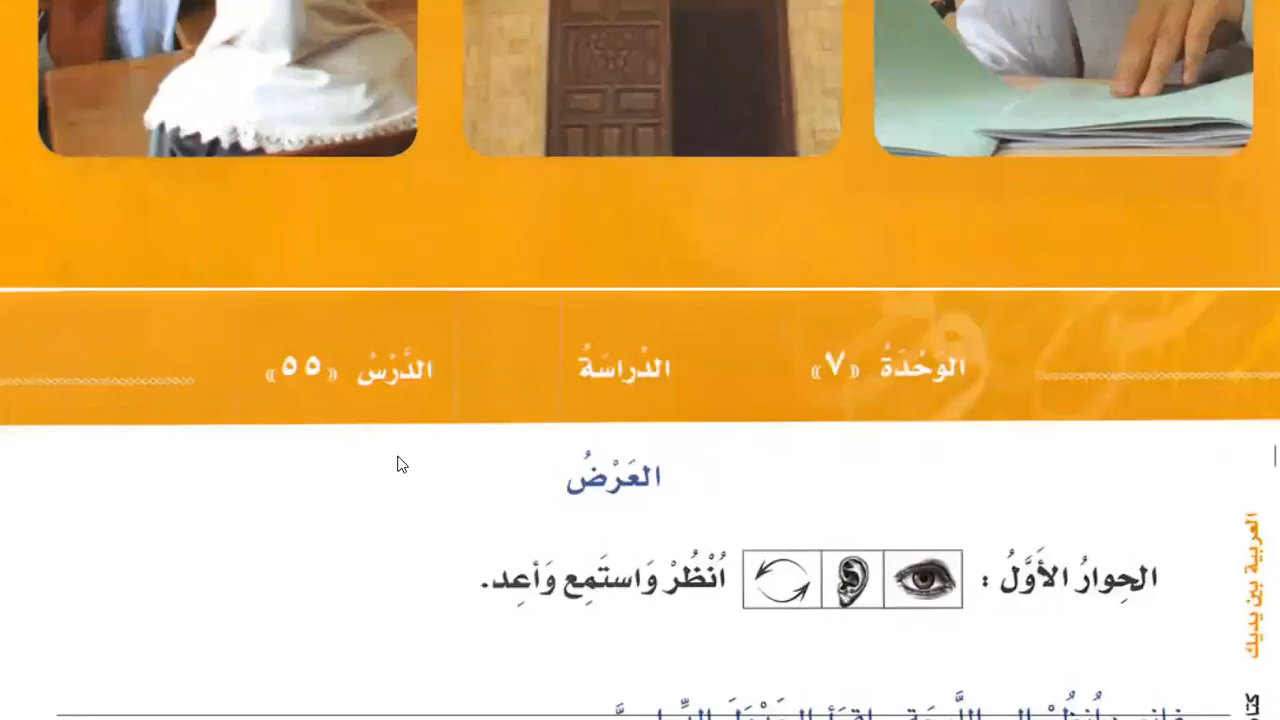 الوَحْدَةُ «٧» الدِّراسَةُ الدَّرْسُ «٥٥»
العَرْضُ
الحِوارُ الأَوَّلُ : اُنْظُرْ وَاستَمِع وَأعِد.
العربية بين يديك